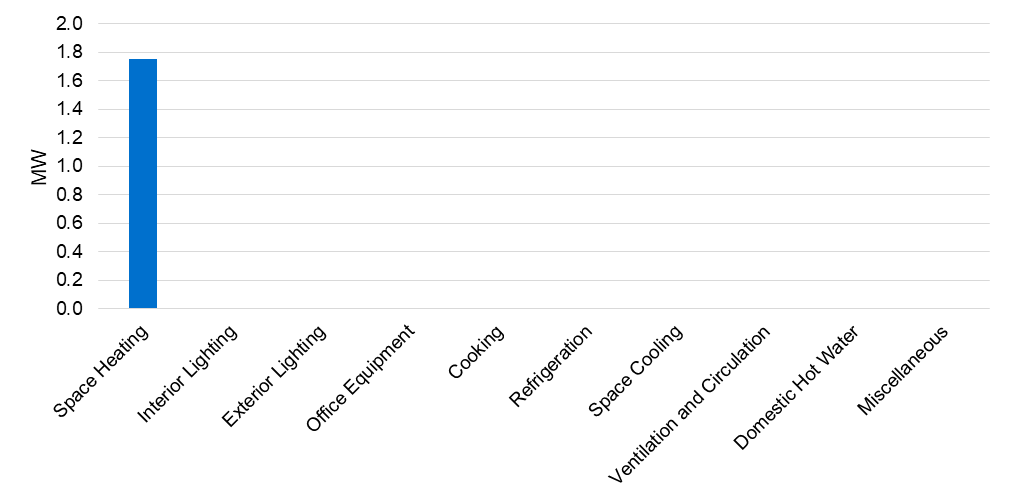 2.0
1.8
1.6
1.4
1.2
1.0
0.8
0.6
0.4
0.2
0.0
MW
Space Heating
Interior Lighting
Exterior Lighting
Office Equipment
Cooking
Refrigeration
Space Cooling
Ventilation and Circulation
Domestic Hot Water
Miscellaneous